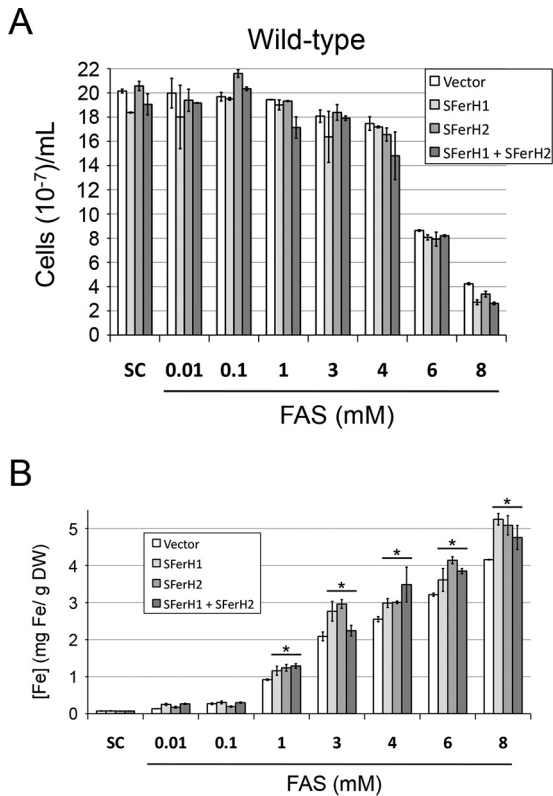 A
Wild-type
Vector
SFerH1
SFerH2
SFerH1 + SFerH2
Cells (10-7)/mL
22
20
18
16
14
12
10
8
6
4
2
0
SC 0.01 0.1 1 3 4 6 8
FAS (mM)
B
Vector
SFerH1
SFerH2
SFerH1 + SFerH2
[Fe] (mg Fe/ g DW)
5
4
3
2
1
0
* * * * *
SC 0.01 0.1 1 3 4 6 8
FAS (mM)